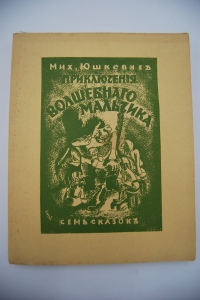 Мих. Юшкевичъ
Приключенія
Волшебнаго
Мальчика
Семь сказокъ